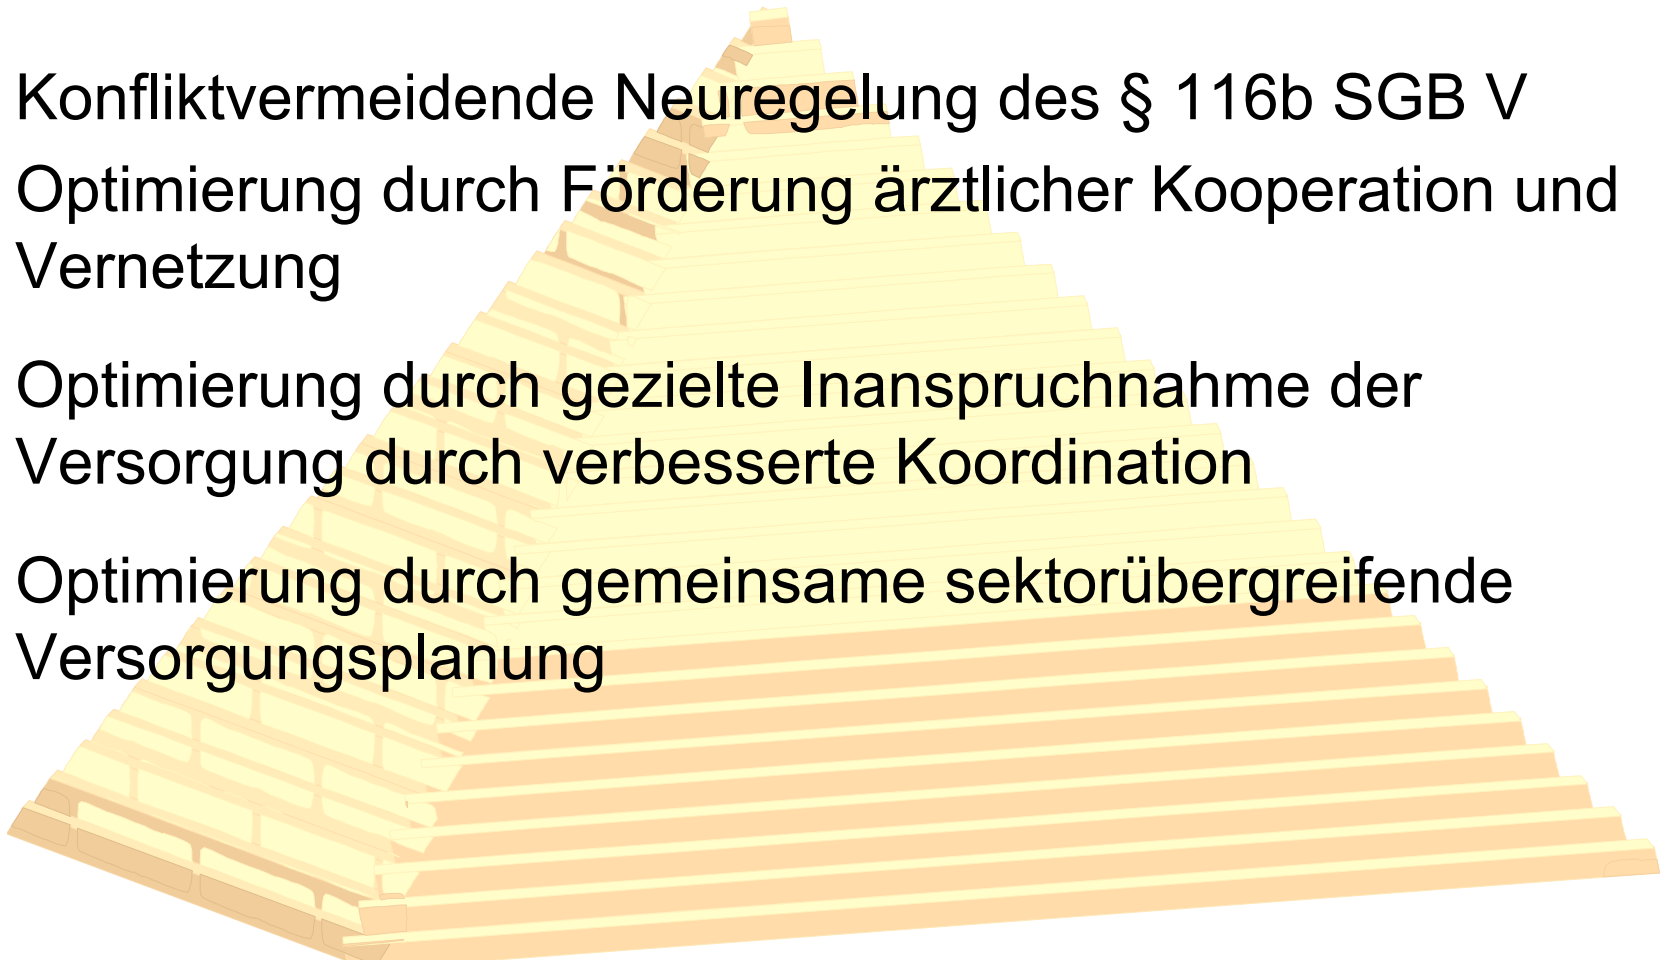 Konfliktvermeidende Neuregelung des § 116b SGB V
Optimierung durch Förderung ärztlicher Kooperation und
Vernetzung
Optimierung durch gezielte Inanspruchnahme der
Versorgung durch verbesserte Koordination
Optimierung durch gemeinsame sektorübergreifende
Versorgungsplanung